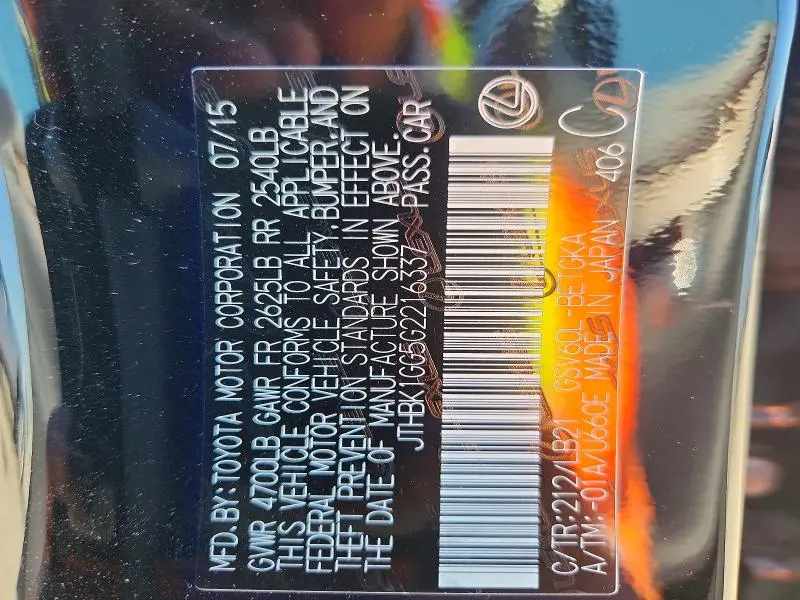 MFD.BY:TOYOTA MOTOR CORPORATION 07/15
GVWR 4700LB GAWR FR 2625LB RR 2540LB
THIS VEHICLE CONFORMS TO ALL APPLICABLE
FEDERAL MOTOR VEHICLE SAFETY,BUMPER,AND
THEFT PREVENTION STANDARDS IN EFFECT ON
THE DATE OF MANUFACTURE SHOWN ABOVE.
JTHBK1GG5G2216337 PASS.CAR
C/TR:212/LB21 GSV60L-BETGKA
A/TM:-01A/U660E MADE IN JAPAN 406 C